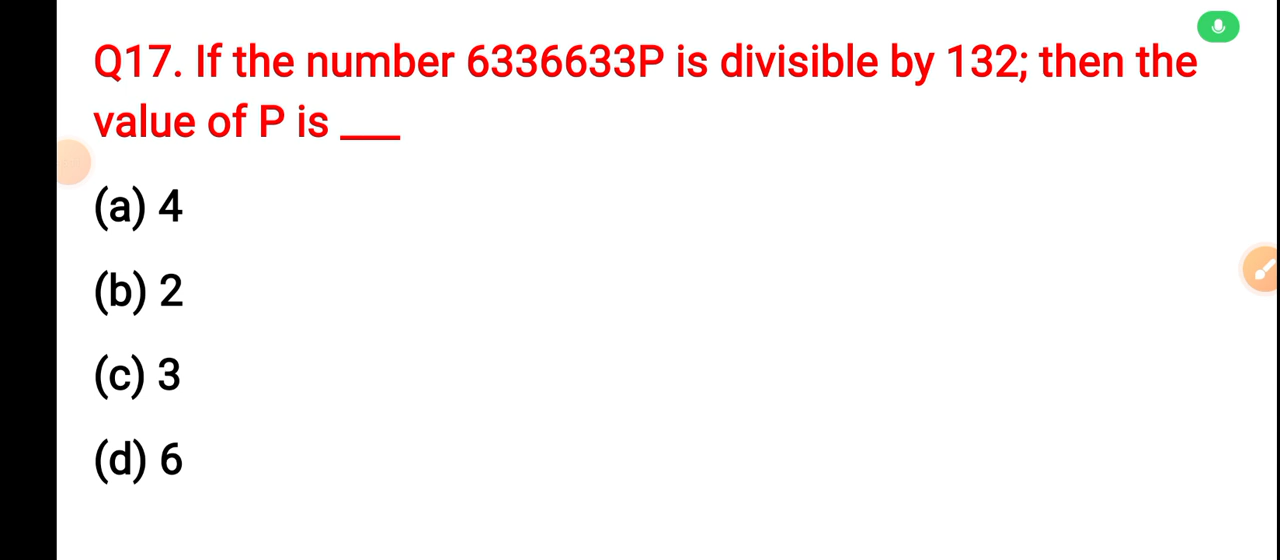 Q17. If the number 6336633P is divisible by 132; then the
value of P is ___
(a) 4
(b) 2
(c) 3
(d) 6